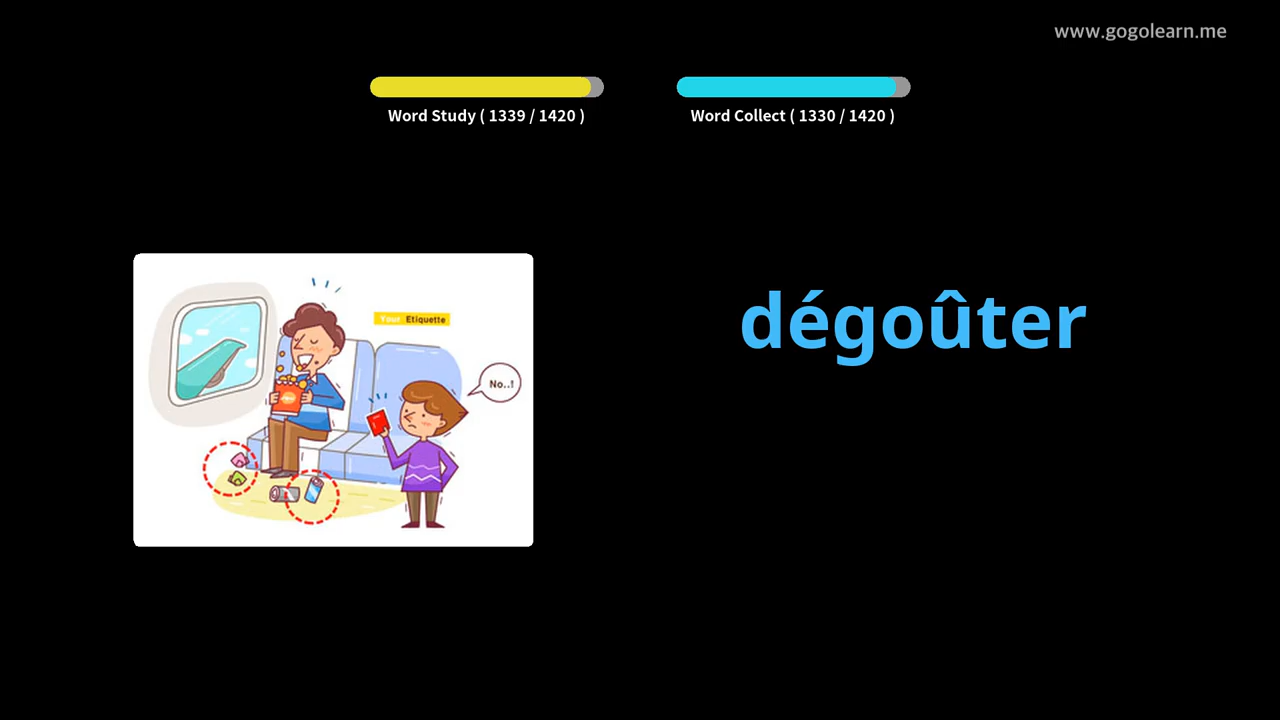 www.gogolearn.me
Word Study ( 1339 / 1420 )
Word Collect ( 1330 / 1420 )
Your Etiquette
No..!
dégoûter